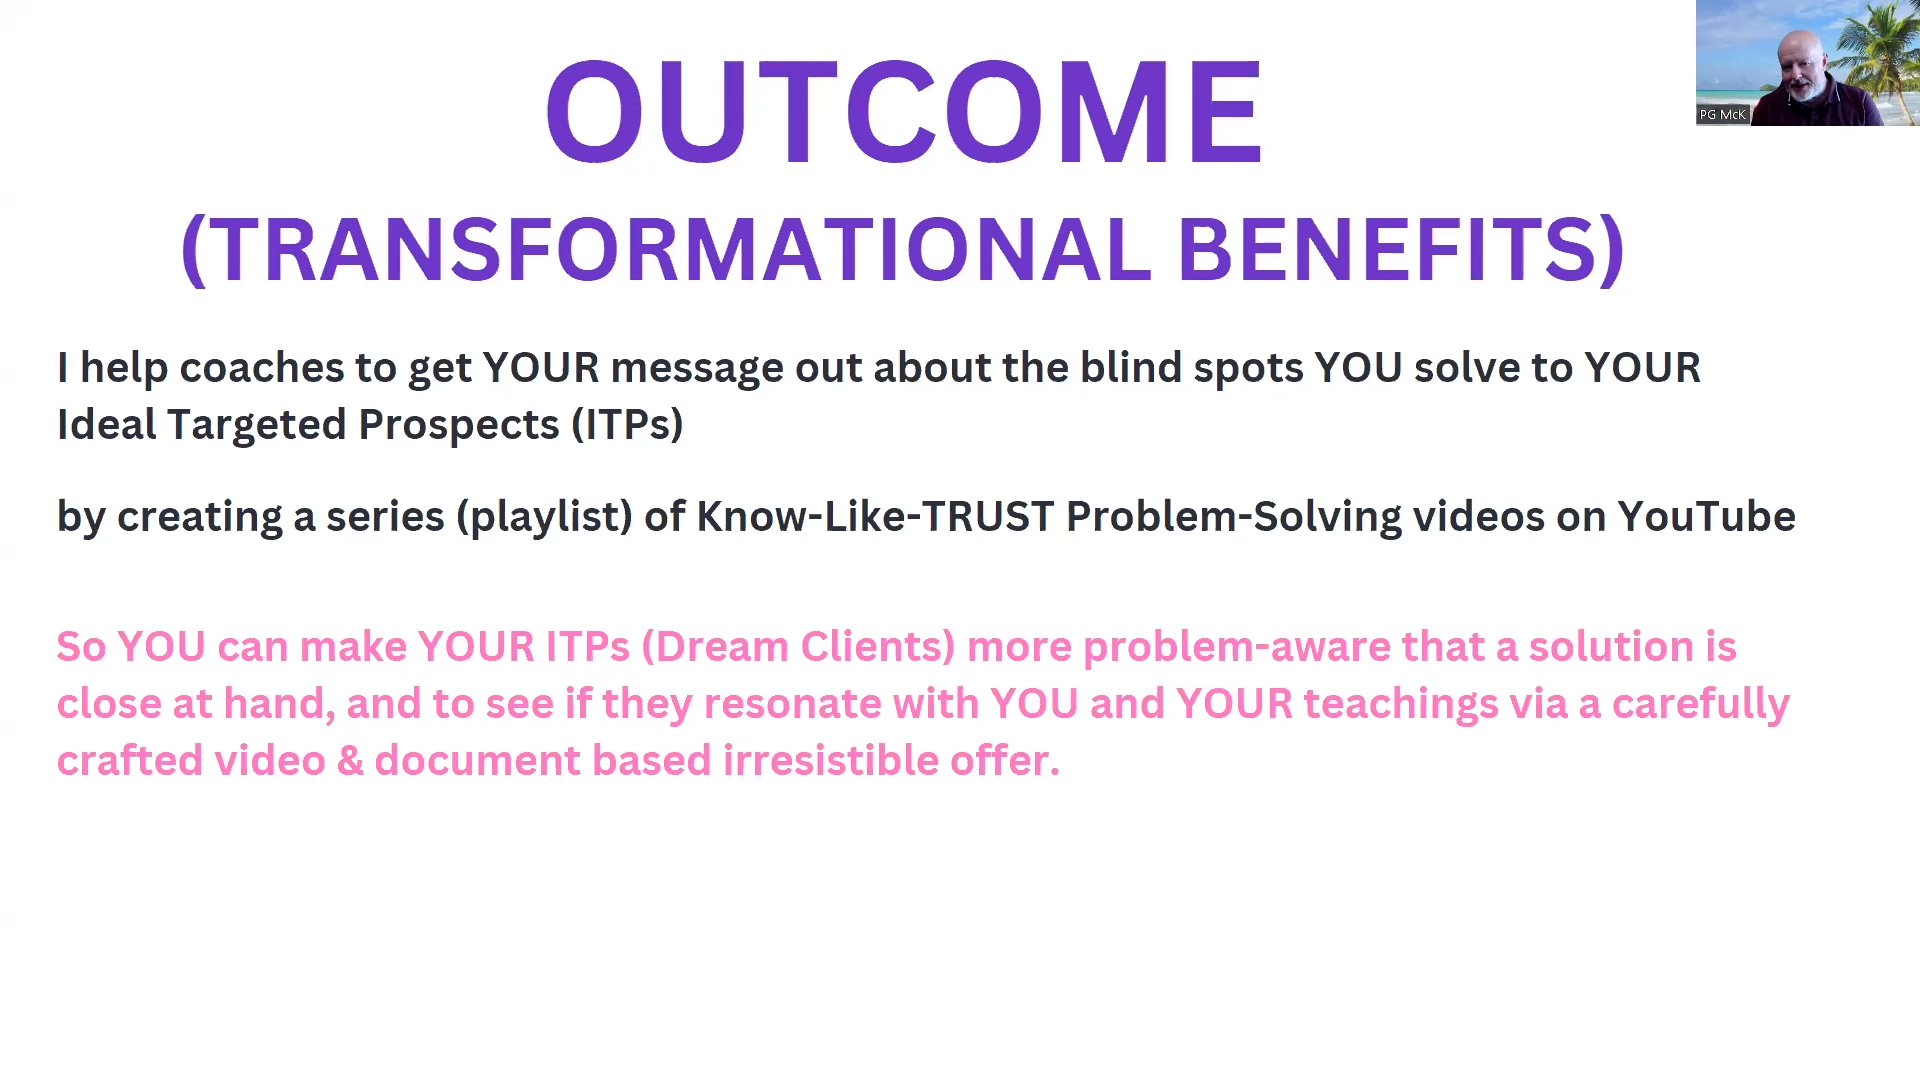 OUTCOME
(TRANSFORMATIONAL BENEFITS)
I help coaches to get YOUR message out about the blind spots YOU solve to YOUR
Ideal Targeted Prospects (ITPs)
by creating a series (playlist) of Know-Like-TRUST Problem-Solving videos on YouTube
So YOU can make YOUR ITPs (Dream Clients) more problem-aware that a solution is
close at hand, and to see if they resonate with YOU and YOUR teachings via a carefully
crafted video & document based irresistible offer.
PG McK